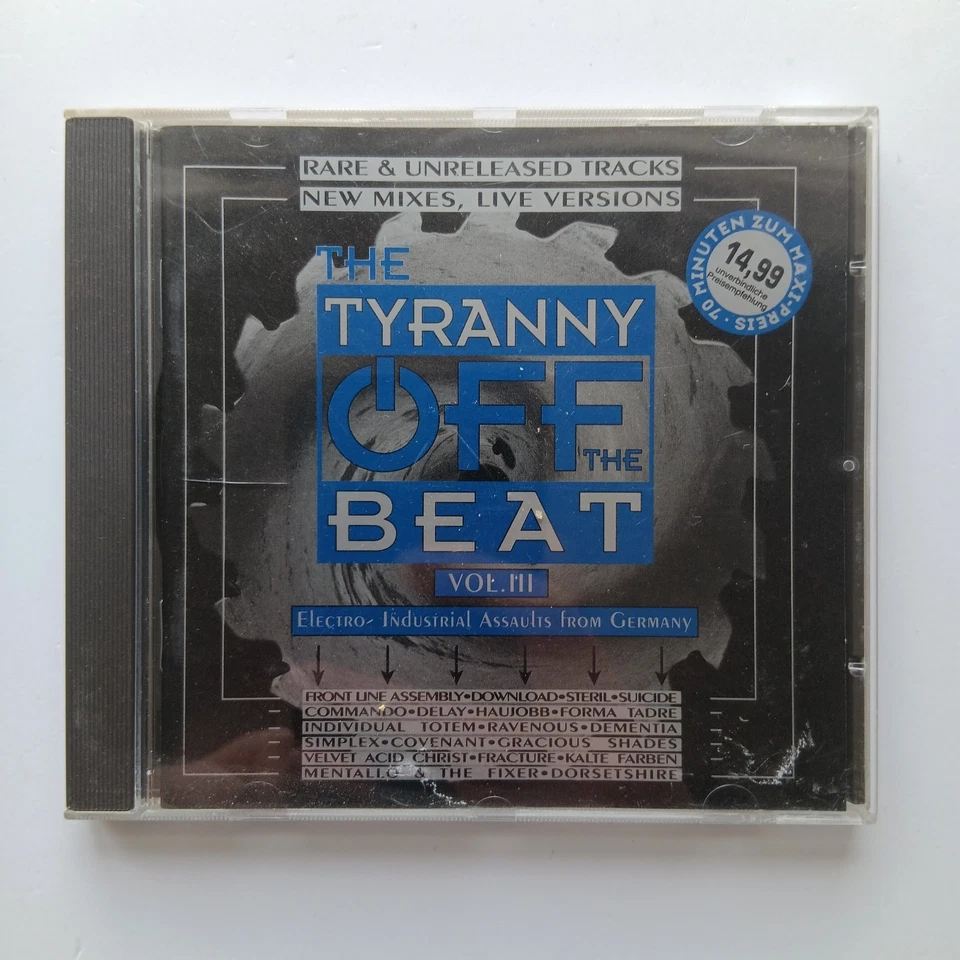 RARE & UNRELEASED TRACKS
NEW MIXES, LIVE VERSIONS
70 MINUTEN ZUM MAXI-PREIS ·
14,99
unverbindliche
Preisempfehlung
THE
TYRANNY
OFF
THE
BEAT
VOL.III
Electro- Industrial Assaults from Germany
FRONT LINE ASSEMBLY•DOWNLOAD•STERIL•SUICIDE
COMMANDO•DELAY•HAUJOBB•FORMA TADRE
INDIVIDUAL TOTEM•RAVENOUS•DEMENTIA
SIMPLEX•COVENANT•GRACIOUS SHADES
VELVET ACID CHRIST•FRACTURE•KALTE FARBEN
MENTALLO & THE FIXER•DORSETSHIRE